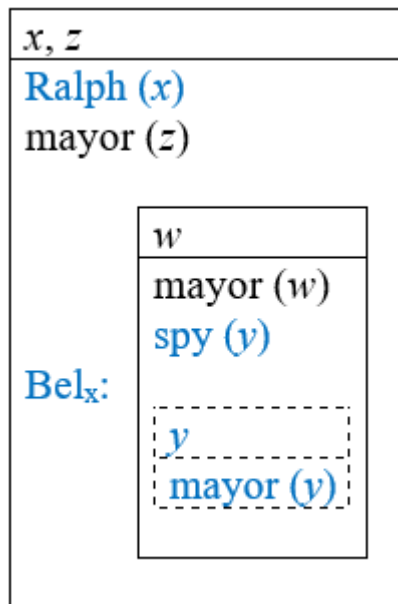 x, z
Ralph (x)
mayor (z)
w
mayor (w)
spy (y)
Belx:
y
mayor (y)